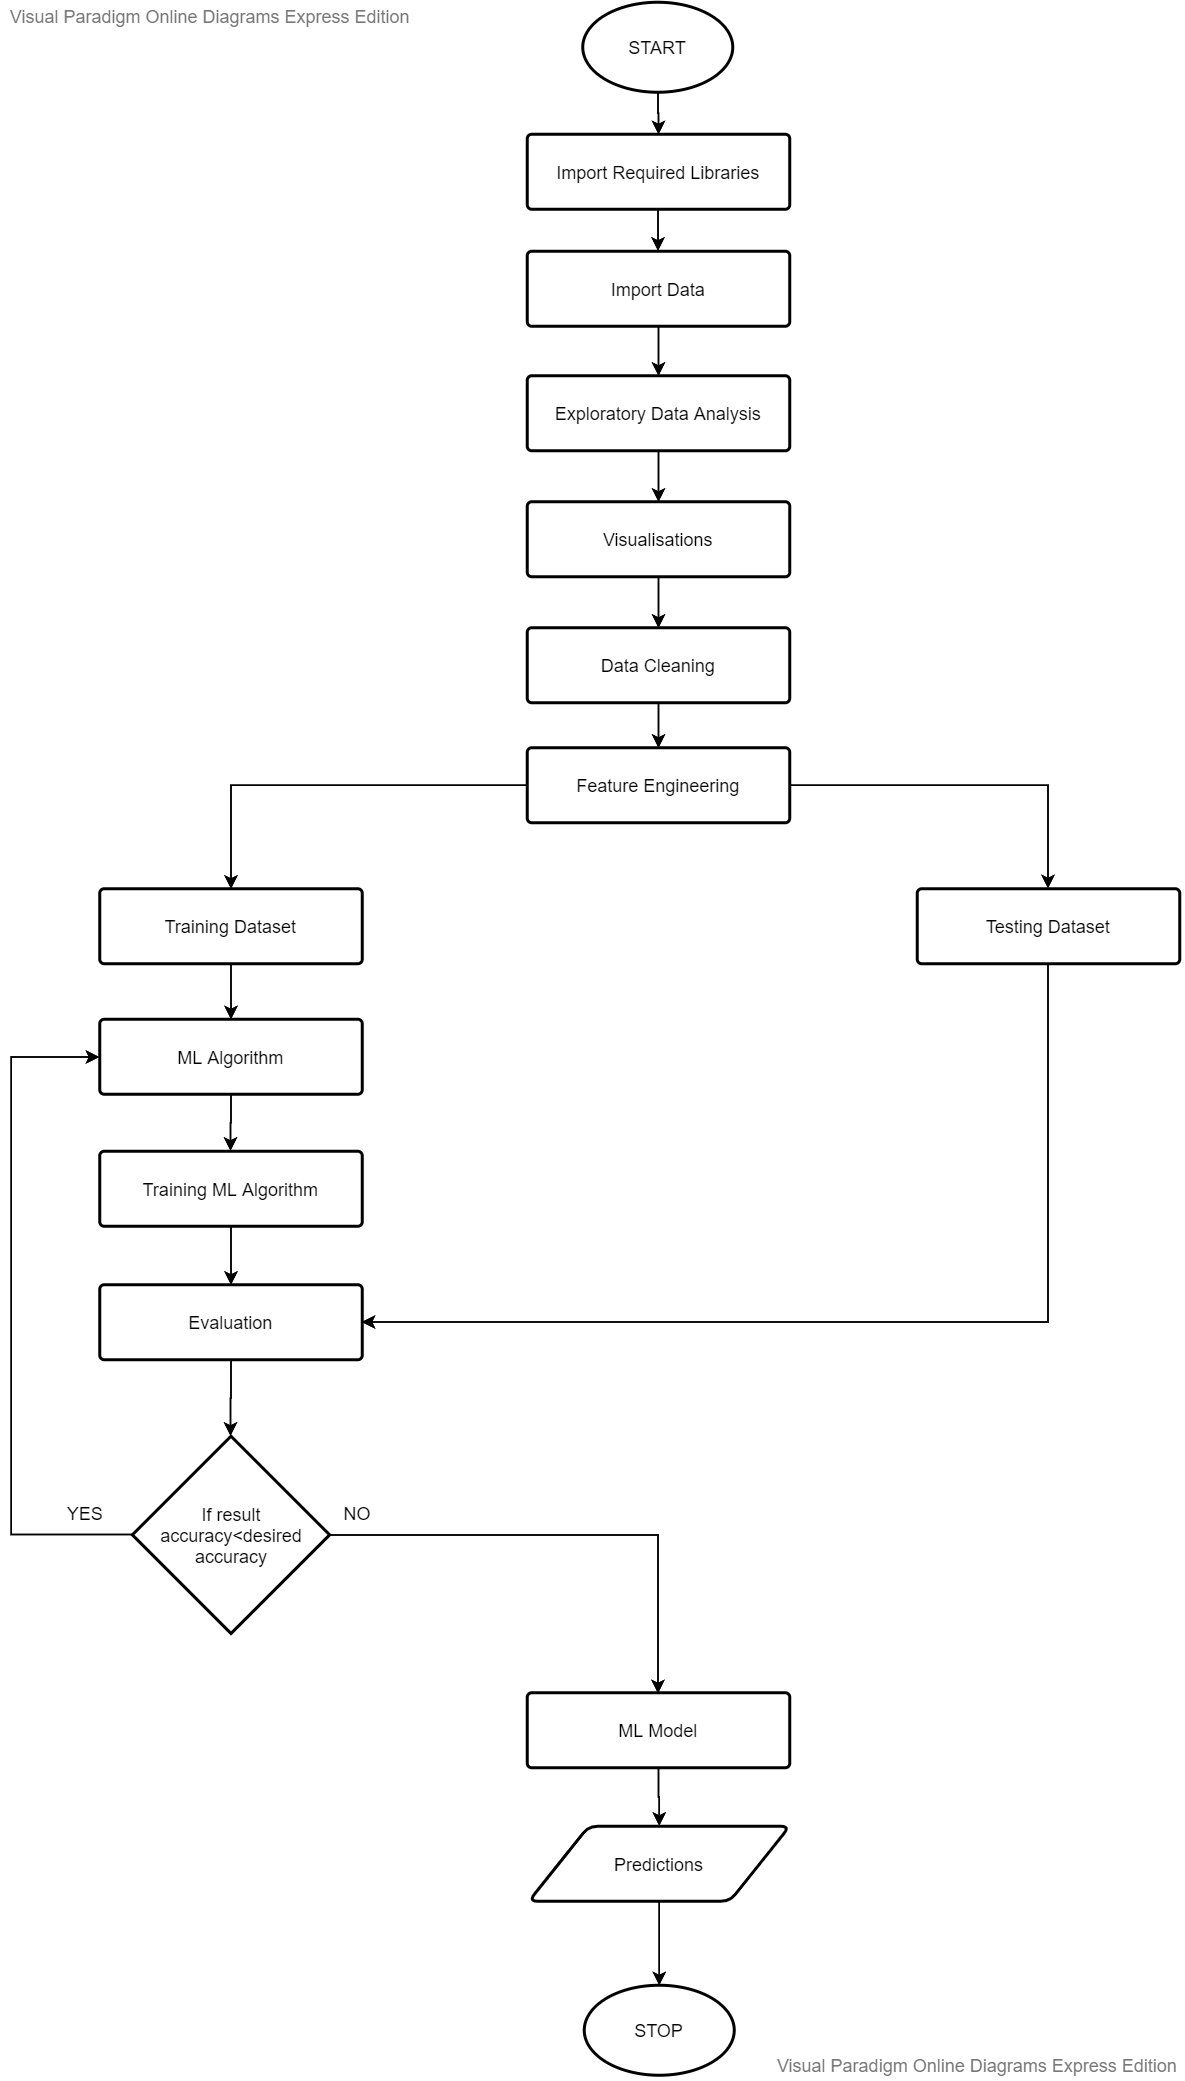 Visual Paradigm Online Diagrams Express Edition
START
Import Required Libraries
Import Data
Exploratory Data Analysis
Visualisations
Data Cleaning
Feature Engineering
Training Dataset
Testing Dataset
ML Algorithm
Training ML Algorithm
Evaluation
YES
If result
accuracy<desired
accuracy
NO
ML Model
Predictions
STOP
Visual Paradigm Online Diagrams Express Edition